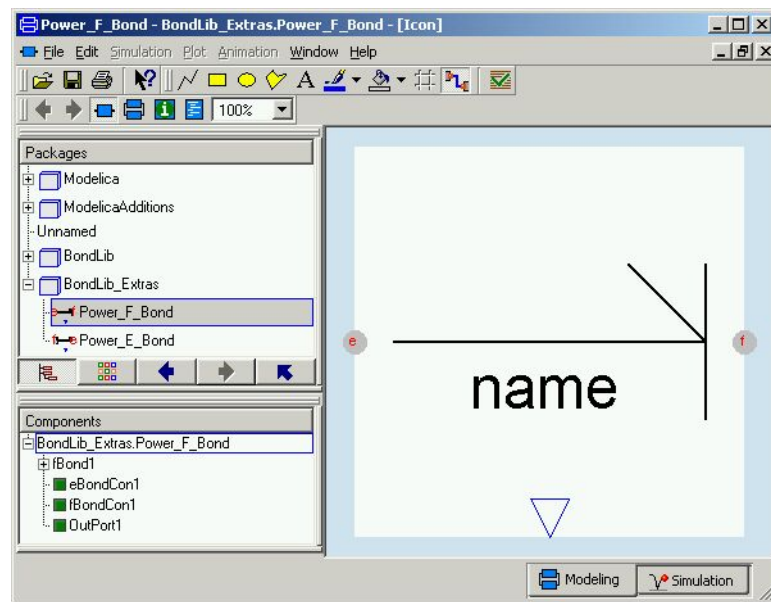 Power_F_Bond - BondLib_Extras.Power_F_Bond - [Icon]
File Edit Simulation Plot Animation Window Help
A
100%
Packages
Modelica
ModelicaAdditions
Unnamed
BondLib
BondLib_Extras
Power_F_Bond
Power_E_Bond
Components
BondLib_Extras.Power_F_Bond
fBond1
eBondCon1
fBondCon1
OutPort1
e
f
name
Modeling Simulation